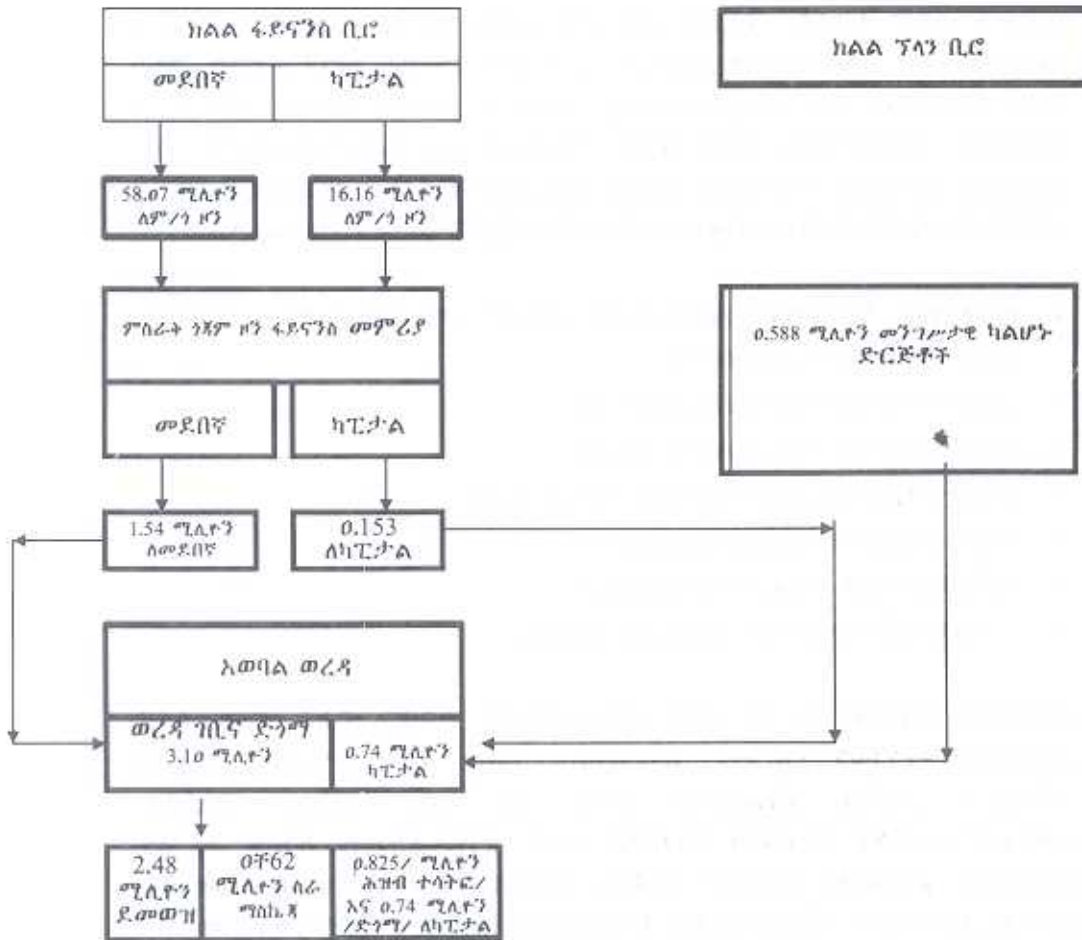 ክልል ፋይናንስ ቢሮ
መደበኛ
ካፒታል
ክልል ፕላን ቢሮ
58.07 ሚሊዮን
ለም/ጎ ዞን
16.16 ሚሊዮን
ለም/ጎ ዞን
ምስራቅ ጎጃም ዞን ፋይናንስ መምሪያ
መደበኛ
ካፒታል
0.588 ሚሊዮን መንግሥታዊ ካልሆኑ
ድርጅቶች
1.54 ሚሊዮን
ለመደበኛ
0.153
ለካፒታል
አወባል ወረዳ
ወረዳ ገቢና ድጎማ
3.10 ሚሊዮን
0.74 ሚሊዮን
ካፒታል
2.48
ሚሊዮን
ደመወዝ
0ቸ62
ሚሊዮን ስራ
ማስኬጃ
0.825/ ሚሊዮን
ሕዝብ ተሳትፎ/
እና 0.74 ሚሊዮን
/ድጎማ/ ለካፒታል